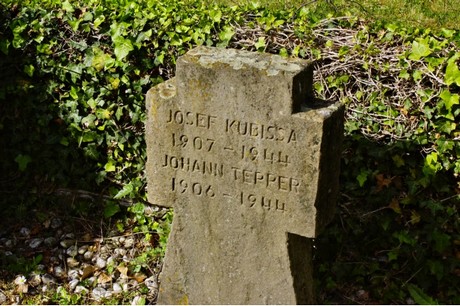 JOSEF KUBISSA
1907 - 1944
JOHANN TEPPER
1906 - 1944